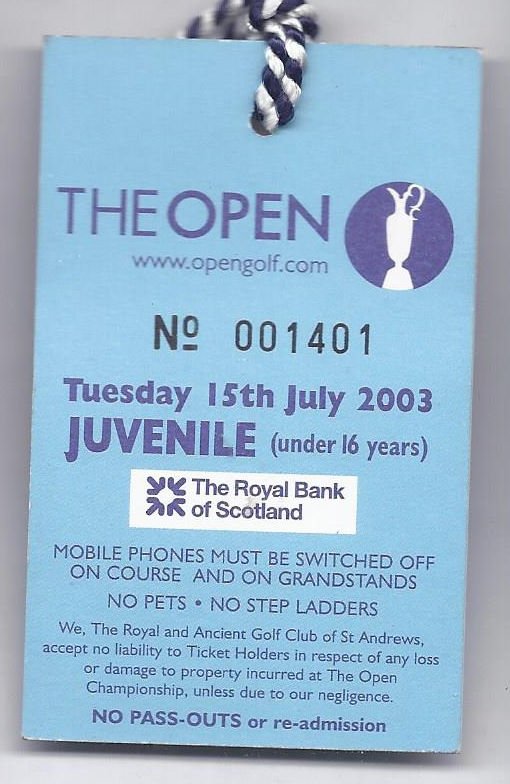 THE OPEN
www.opengolf.com
Nº 001401
Tuesday 15th July 2003
JUVENILE (under 16 years)
The Royal Bank
of Scotland
MOBILE PHONES MUST BE SWITCHED OFF
ON COURSE AND ON GRANDSTANDS
NO PETS • NO STEP LADDERS
We, The Royal and Ancient Golf Club of St Andrews,
accept no liability to Ticket Holders in respect of any loss
or damage to property incurred at The Open
Championship, unless due to our negligence.
NO PASS-OUTS or re-admission